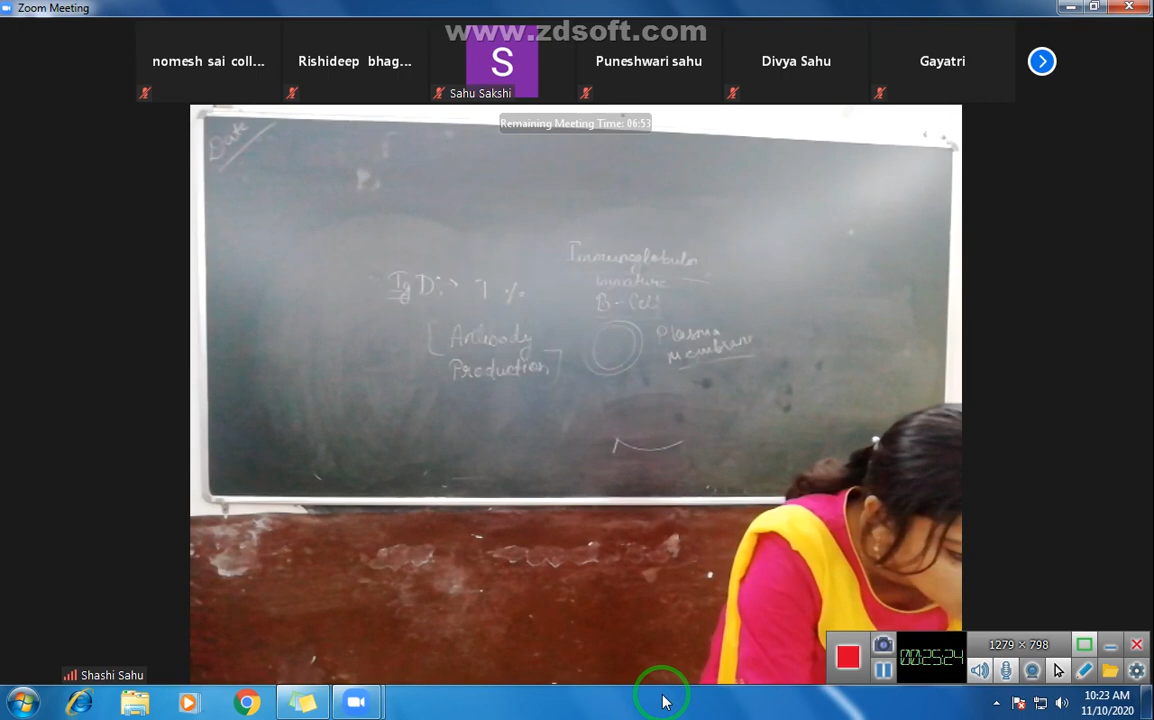 Zoom Meeting
www.zdsoft.com
nomesh sai coll...
Rishideep bhag...
S
Sahu Sakshi
Puneshwari sahu
Divya Sahu
Gayatri
Remaining Meeting Time: 06:53
Date
Immunoglobulin
Immature
B-Cell
IgD:- 1 %
[Antibody
Production]
Plasma
Membrane
Shashi Sahu
00:25:24
1279 × 798
10:23 AM
11/10/2020